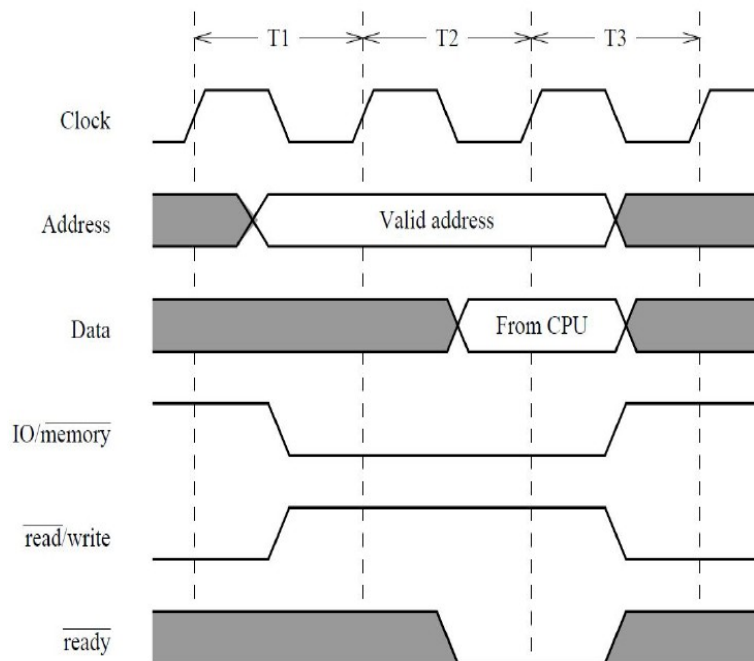 T1 T2 T3
Clock
Address Valid address
Data From CPU
IO/memory
read/write
ready